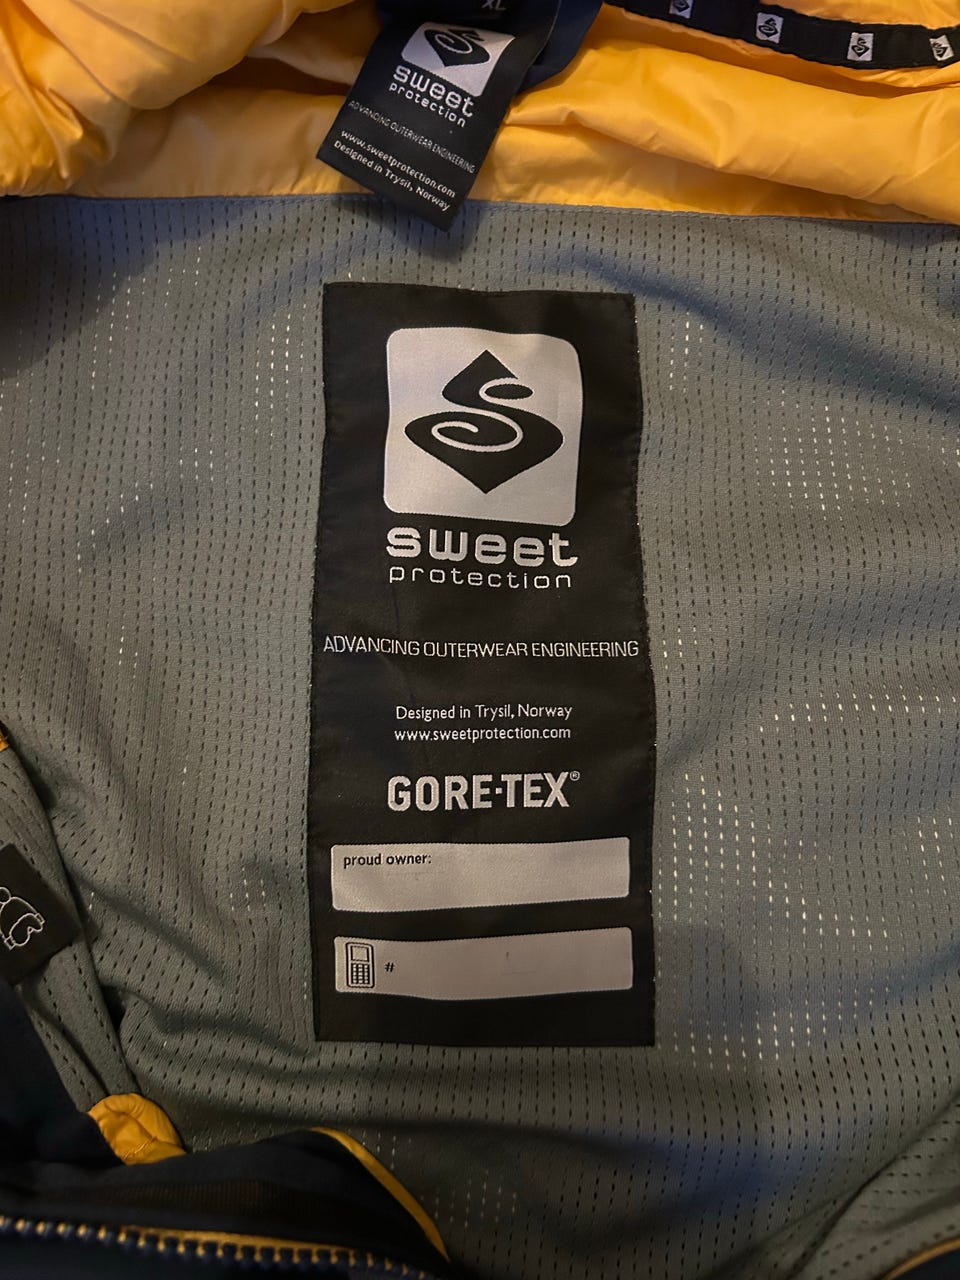 XL
sweet
protection
ADVANCING OUTERWEAR ENGINEERING
www.sweetprotection.com
Designed in Trysil, Norway
sweet
protection
ADVANCING OUTERWEAR ENGINEERING
Designed in Trysil, Norway
www.sweetprotection.com
GORE-TEX®
proud owner:
#